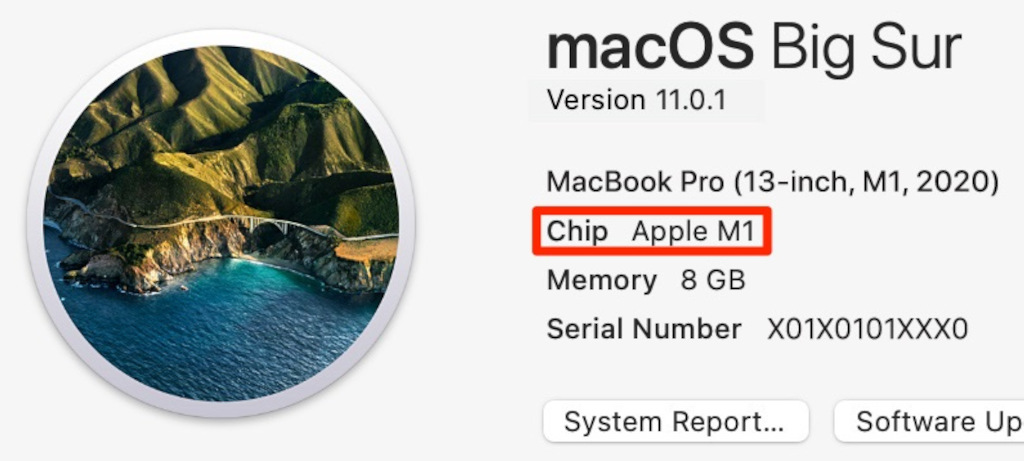 macOS Big Sur
Version 11.0.1
MacBook Pro (13-inch, M1, 2020)
Chip Apple M1
Memory 8 GB
Serial Number X01X0101XXX0
System Report... Software Up